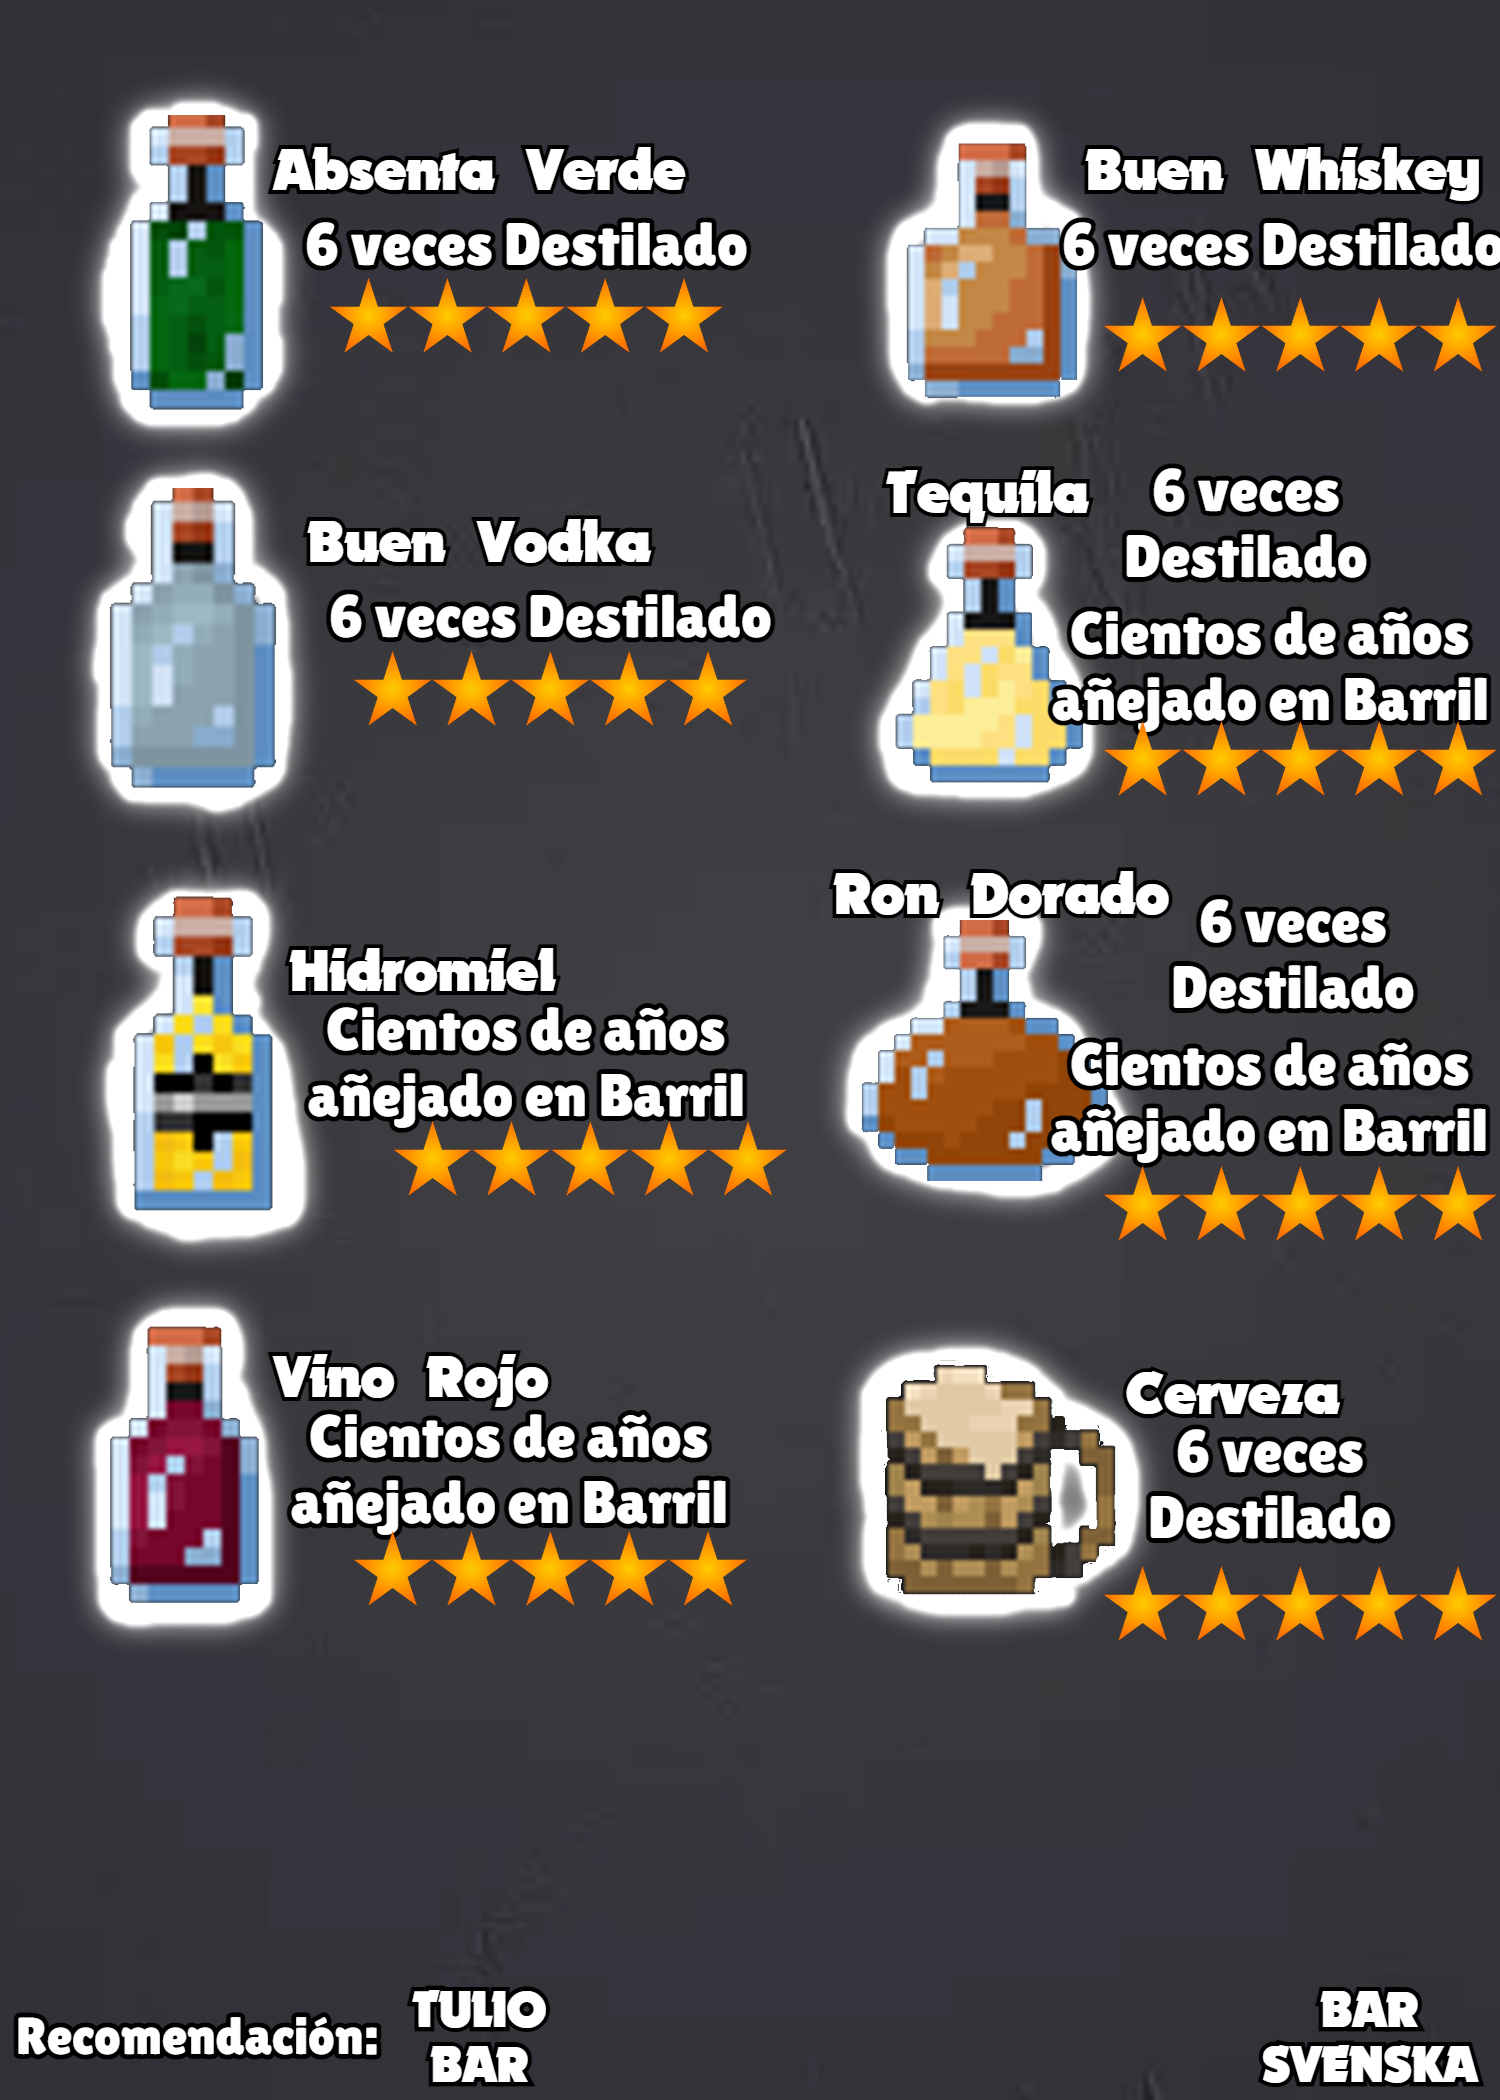 Absenta Verde
6 veces Destilado
Buen Whiskey
6 veces Destilado
Buen Vodka
6 veces Destilado
Tequila
6 veces
Destilado
Cientos de años
añejado en Barril
Hidromiel
Cientos de años
añejado en Barril
Ron Dorado
6 veces
Destilado
Cientos de años
añejado en Barril
Vino Rojo
Cientos de años
añejado en Barril
Cerveza
6 veces
Destilado
Recomendación:
TULIO
BAR
BAR
SVENSKA